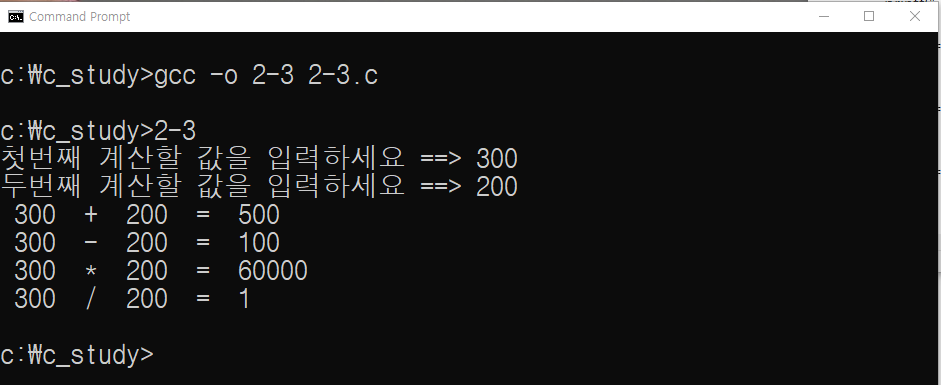 Command Prompt
c:₩c_study>gcc -o 2-3 2-3.c
c:₩c_study>2-3
첫번째 계산할 값을 입력하세요 ==> 300
두번째 계산할 값을 입력하세요 ==> 200
300 + 200 = 500
300 - 200 = 100
300 * 200 = 60000
300 / 200 = 1
c:₩c_study>